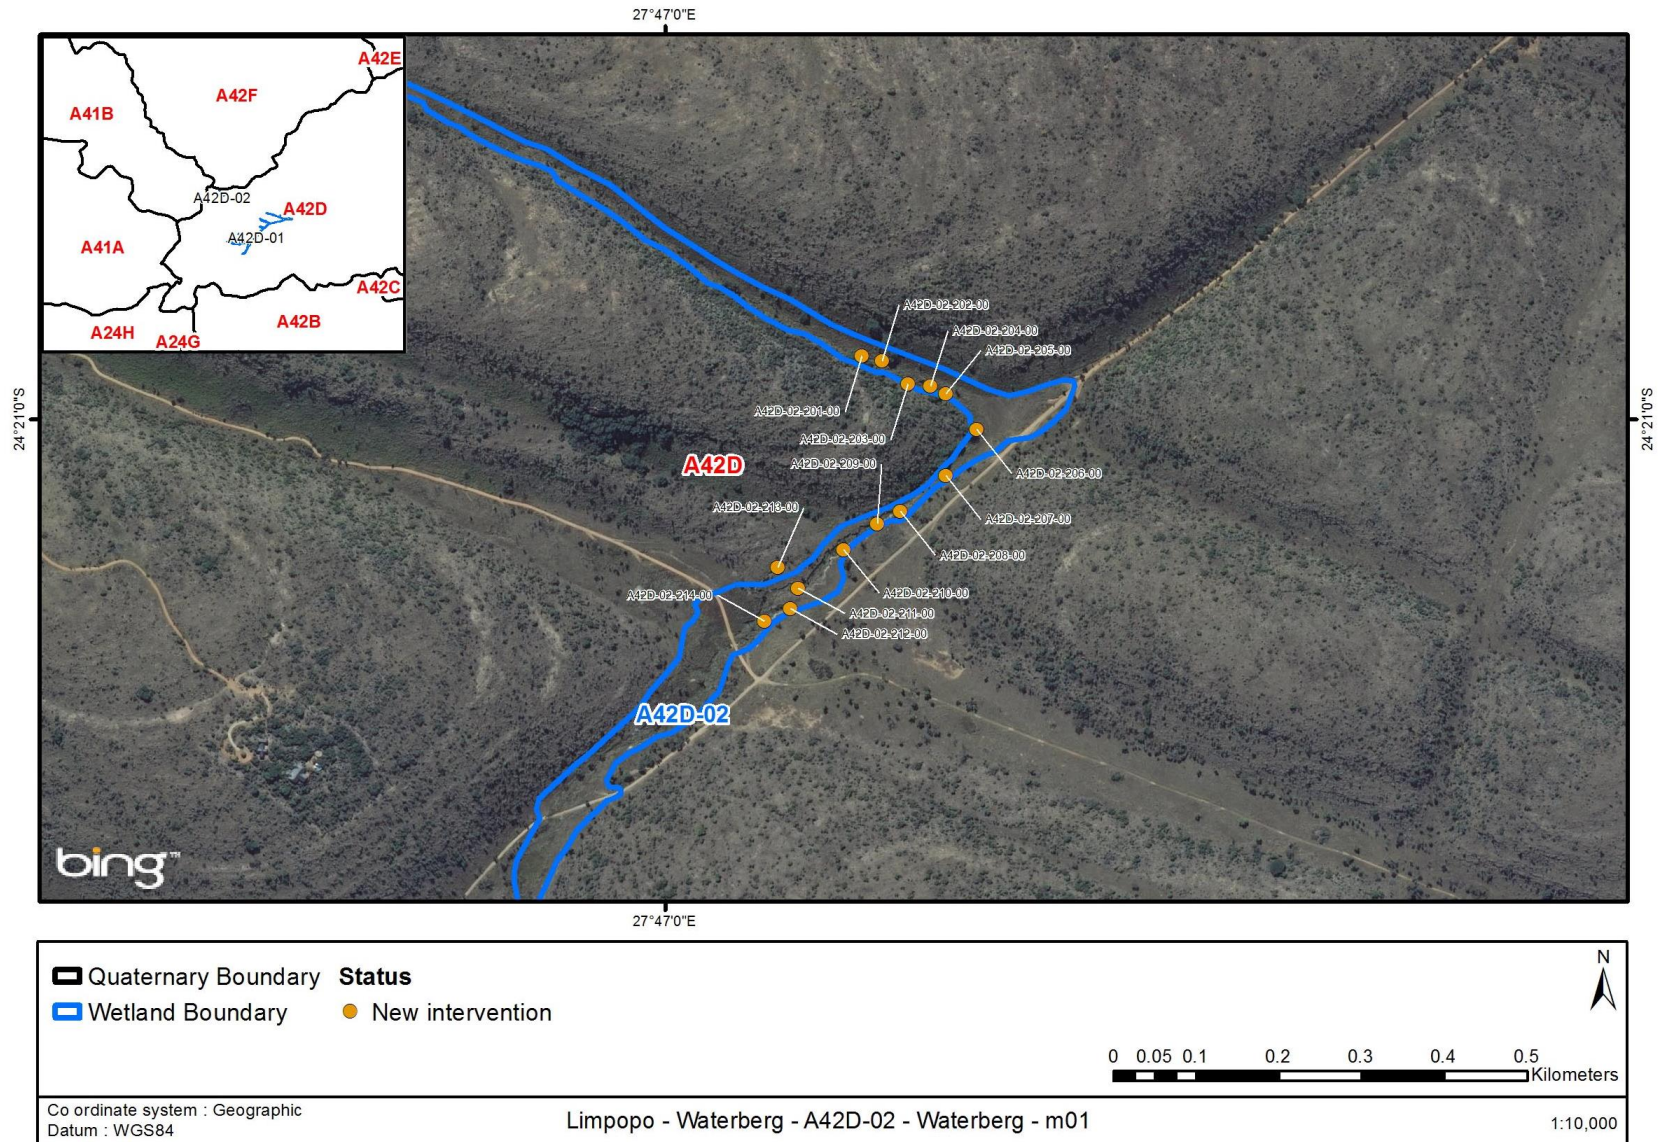 27°47'0"E
A42E
A42F
A41B
A42D-02
A42D
A42D-01
A41A
A42C
A42B
A24H
A24G
24°21'0"S
24°21'0"S
A42D-02-202-00
A42D-02-204-00
A42D-02-205-00
A42D-02-201-00
A42D-02-203-00
A42D
A42D-02-209-00
A42D-02-206-00
A42D-02-213-00
A42D-02-207-00
A42D-02-208-00
A42D-02-214-00
A42D-02-210-00
A42D-02-211-00
A42D-02-212-00
A42D-02
bing™
27°47'0"E
Quaternary Boundary
Wetland Boundary
Status
New intervention
N
0 0.05 0.1 0.2 0.3 0.4 0.5
Kilometers
Co ordinate system : Geographic
Datum : WGS84
Limpopo - Waterberg - A42D-02 - Waterberg - m01
1:10,000